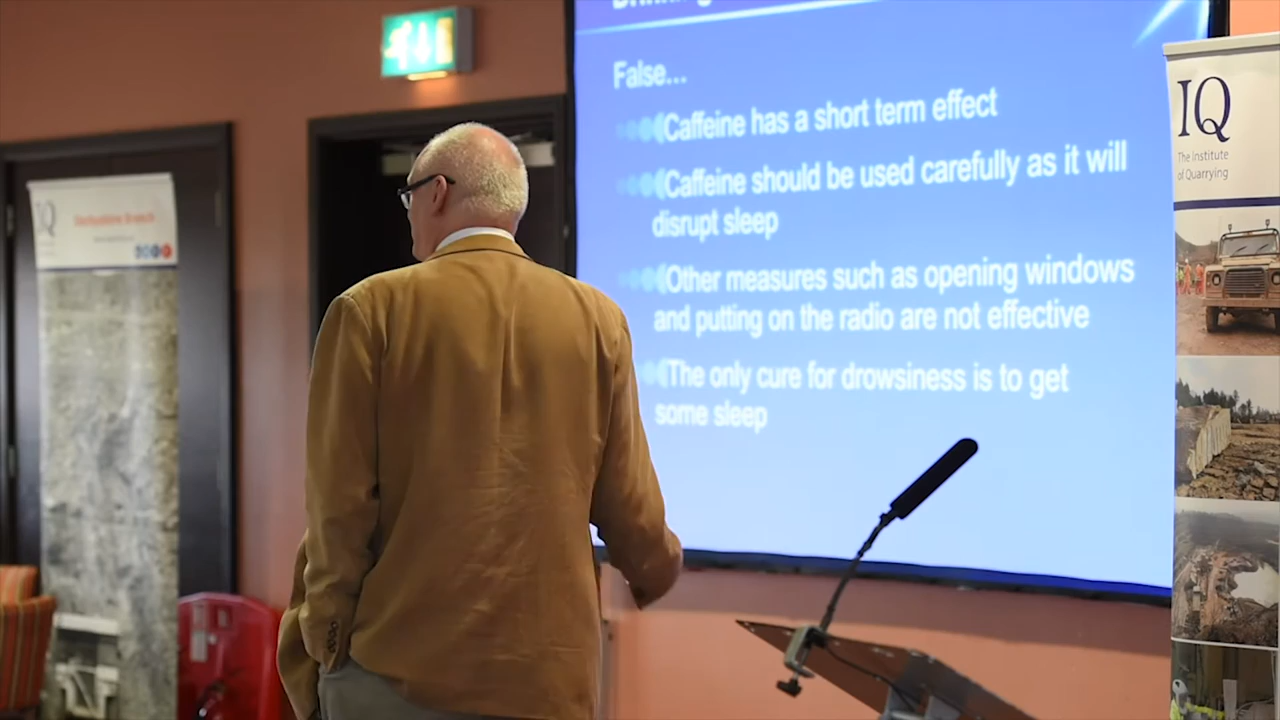 False...
Caffeine has a short term effect
Caffeine should be used carefully as it will
disrupt sleep
Other measures such as opening windows
and putting on the radio are not effective
The only cure for drowsiness is to get
some sleep
IQ
The Institute
of Quarrying
IQ
Branch